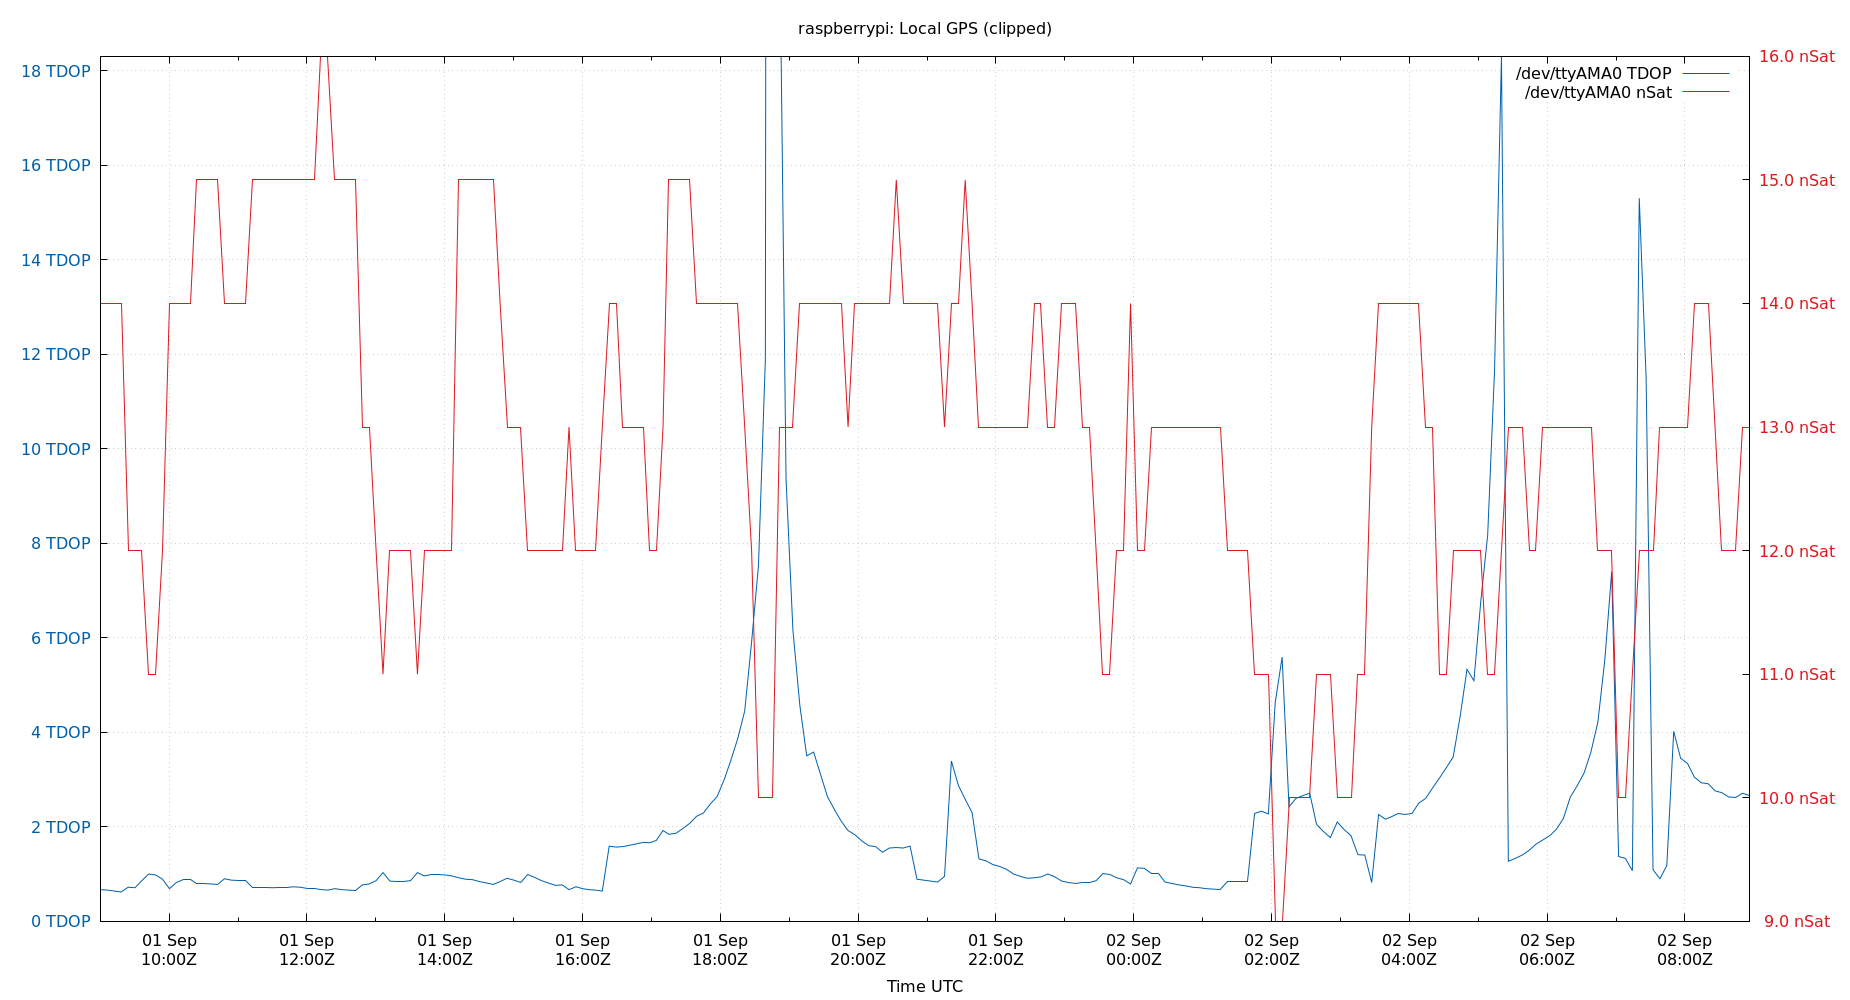 raspberrypi: Local GPS (clipped)
18 TDOP
16 TDOP
14 TDOP
12 TDOP
10 TDOP
8 TDOP
6 TDOP
4 TDOP
2 TDOP
0 TDOP
/dev/ttyAMA0 TDOP
/dev/ttyAMA0 nSat
16.0 nSat
15.0 nSat
14.0 nSat
13.0 nSat
12.0 nSat
11.0 nSat
10.0 nSat
9.0 nSat
01 Sep
10:00Z
01 Sep
12:00Z
01 Sep
14:00Z
01 Sep
16:00Z
01 Sep
18:00Z
01 Sep
20:00Z
01 Sep
22:00Z
02 Sep
00:00Z
02 Sep
02:00Z
02 Sep
04:00Z
02 Sep
06:00Z
02 Sep
08:00Z
Time UTC